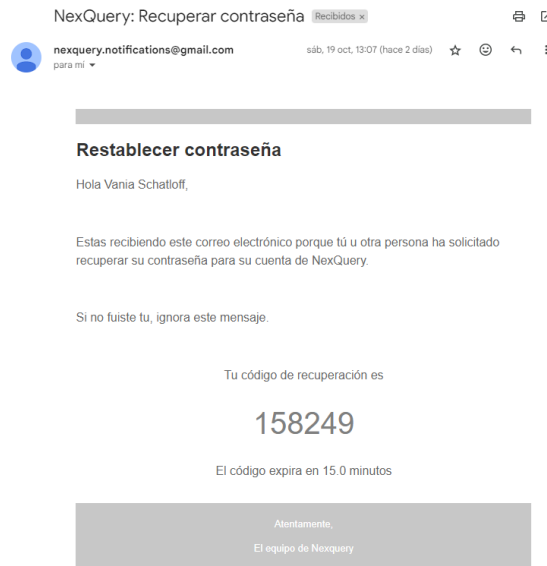 NexQuery: Recuperar contraseña Recibidos x
nexquery.notifications@gmail.com sáb, 19 oct, 13:07 (hace 2 días)
para mí
Restablecer contraseña
Hola Vania Schatloff,
Estas recibiendo este correo electrónico porque tú u otra persona ha solicitado
recuperar su contraseña para su cuenta de NexQuery.
Si no fuiste tu, ignora este mensaje.
Tu código de recuperación es
158249
El código expira en 15.0 minutos
Atentamente,
El equipo de Nexquery